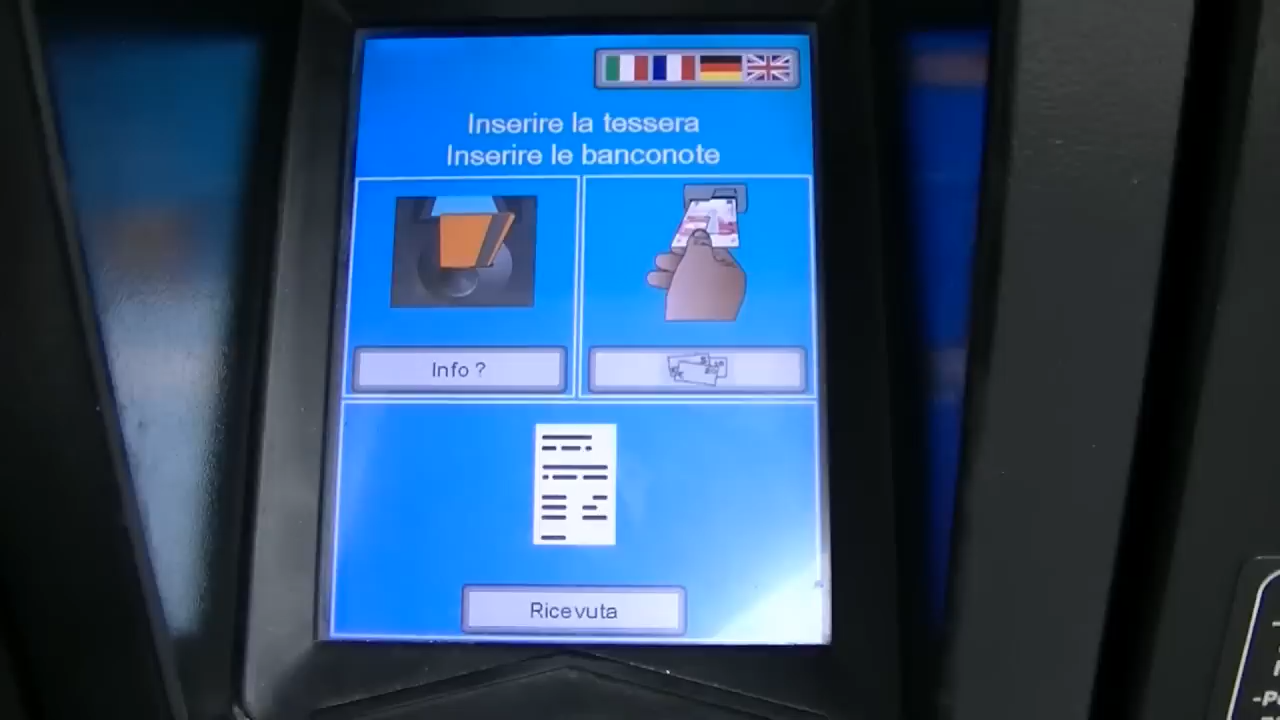 Inserire la tessera
Inserire le banconote
Info ?
Ricevuta